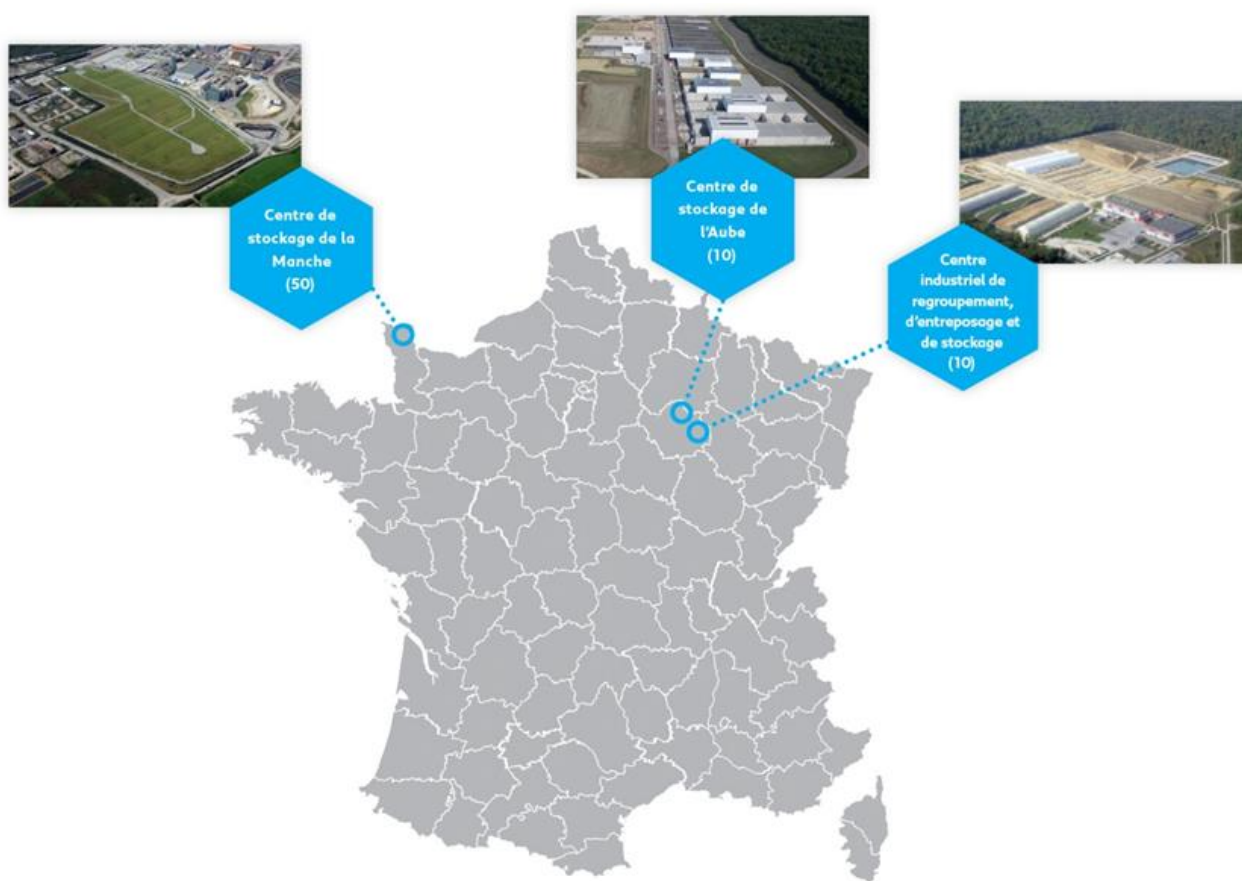 Centre de
stockage de la
Manche
(50)
Centre de
stockage de
l'Aube
(10)
Centre
industriel de
regroupement,
d'entreposage et
de stockage
(10)